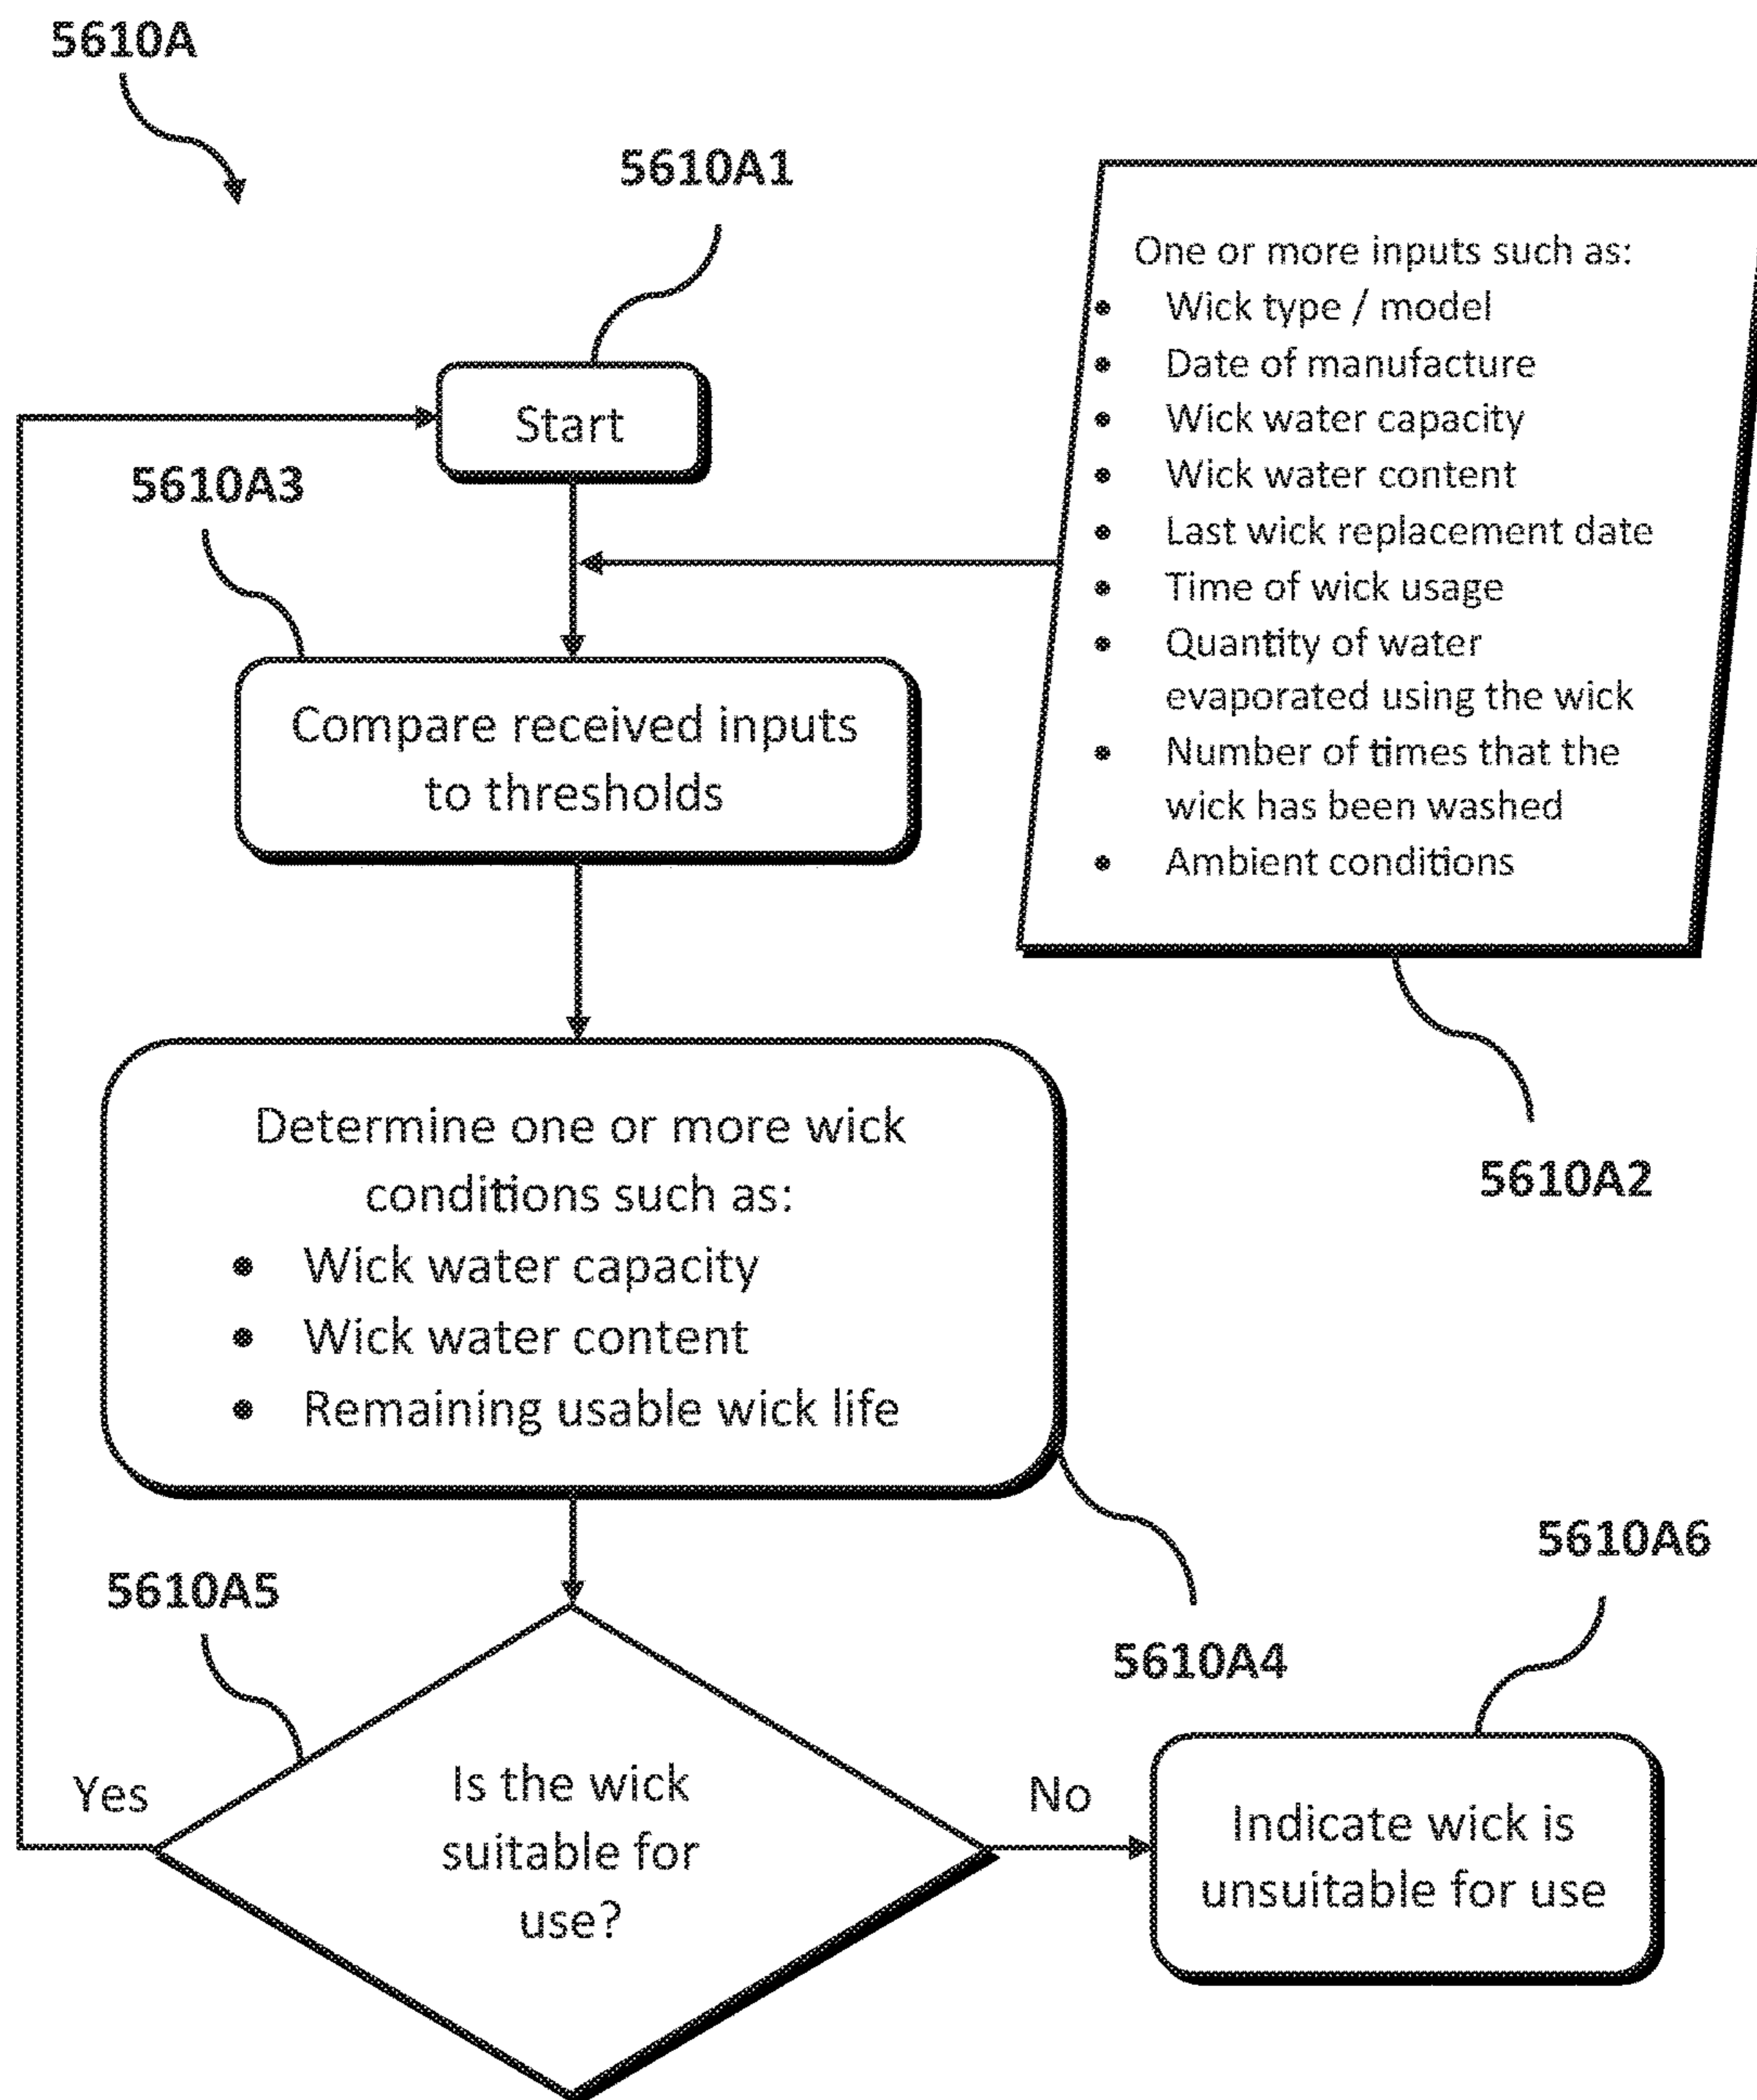 5610A
5610A1
Start
One or more inputs such as:
• Wick type / model
• Date of manufacture
• Wick water capacity
• Wick water content
• Last wick replacement date
• Time of wick usage
• Quantity of water
evaporated using the wick
• Number of times that the
wick has been washed
• Ambient conditions
5610A2
5610A3
Compare received inputs
to thresholds
Determine one or more wick
conditions such as:
• Wick water capacity
• Wick water content
• Remaining usable wick life
5610A4
5610A5
Is the wick
suitable for
use?
Yes
No
5610A6
Indicate wick is
unsuitable for use